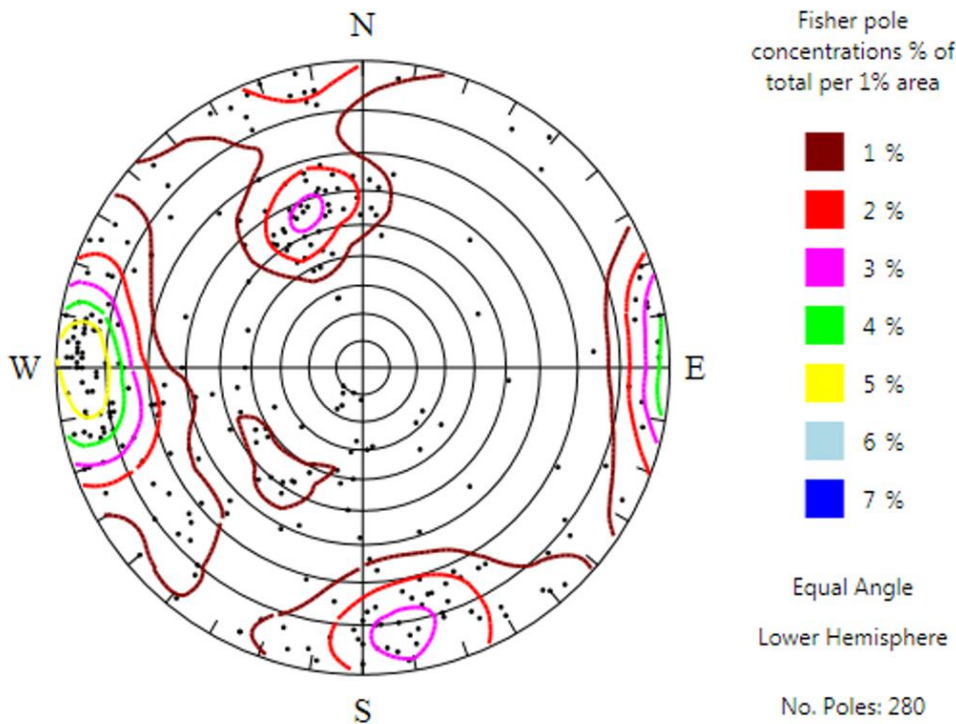 N
W
E
S
Fisher pole
concentrations % of
total per 1% area
1 %
2 %
3 %
4 %
5 %
6 %
7 %
Equal Angle
Lower Hemisphere
No. Poles: 280